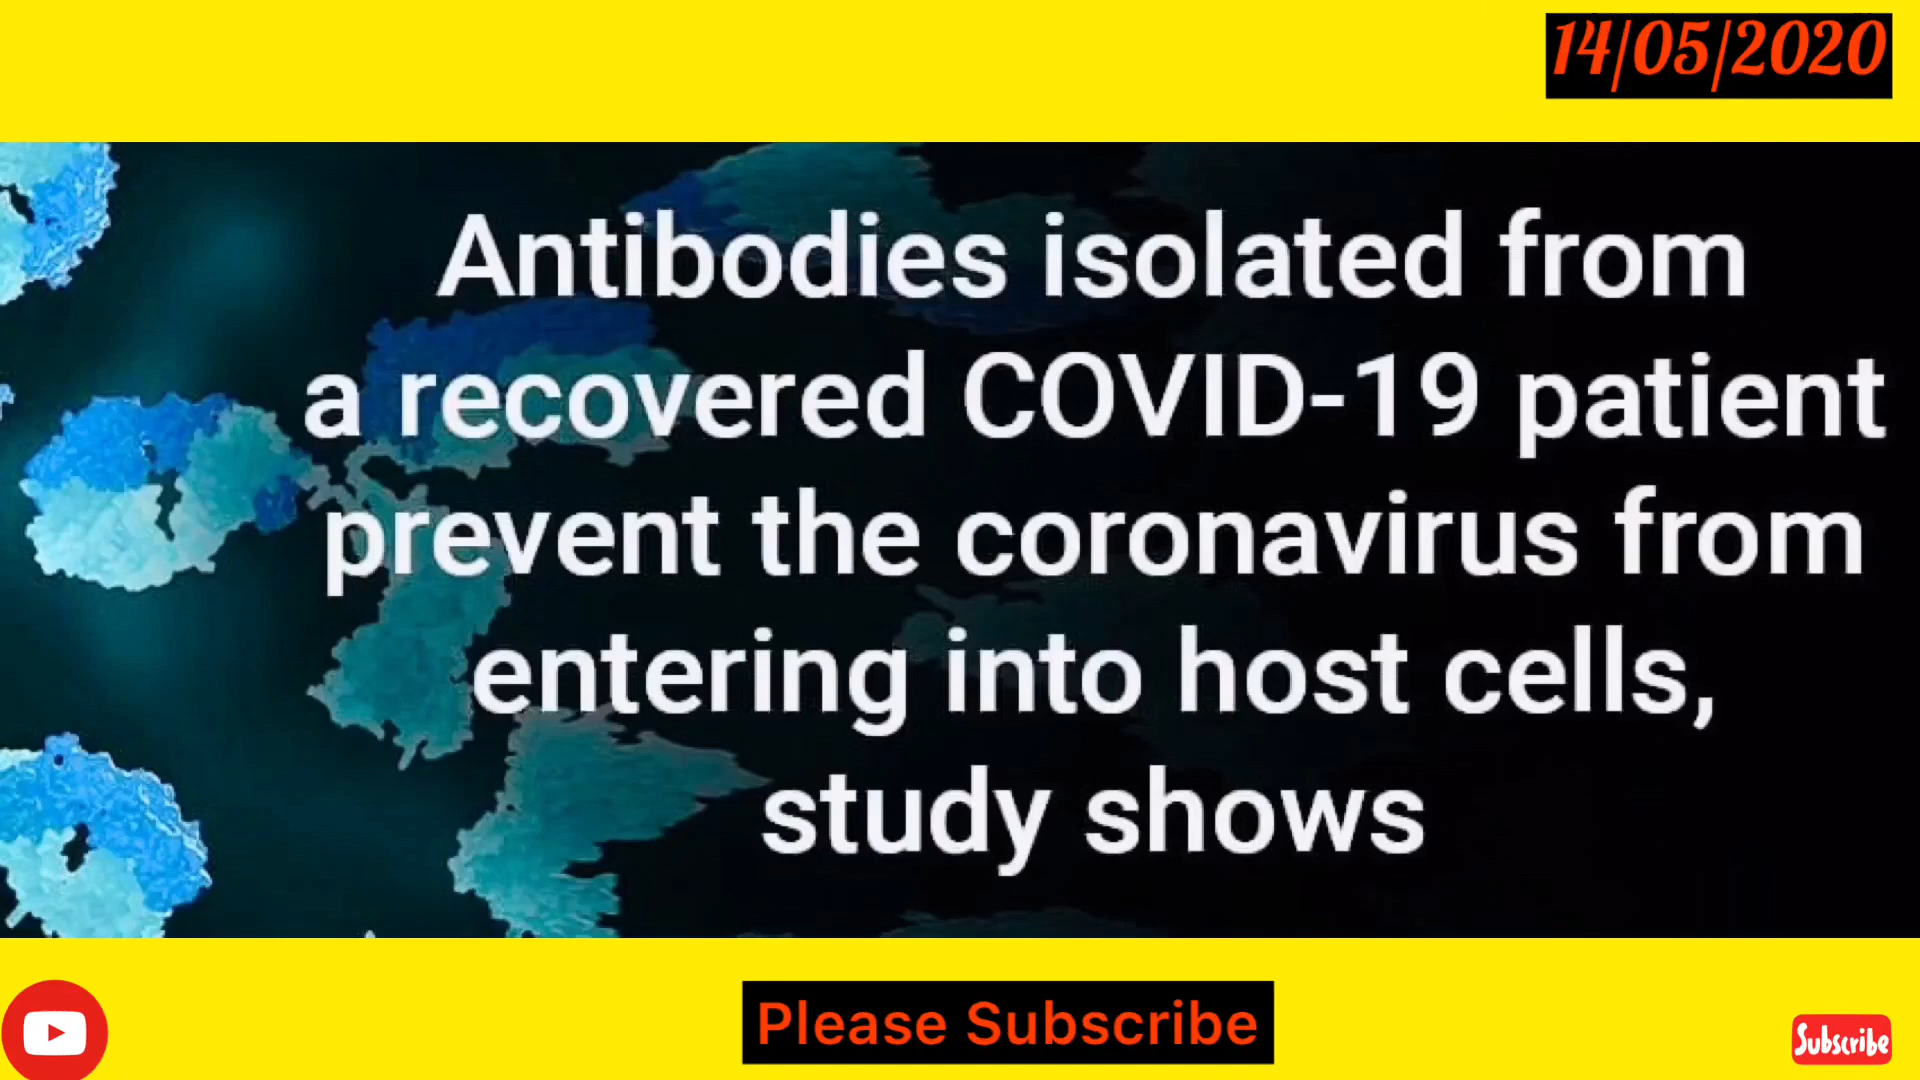 14/05/2020
Antibodies isolated from
a recovered COVID-19 patient
prevent the coronavirus from
entering into host cells,
study shows
Please Subscribe
Subscribe